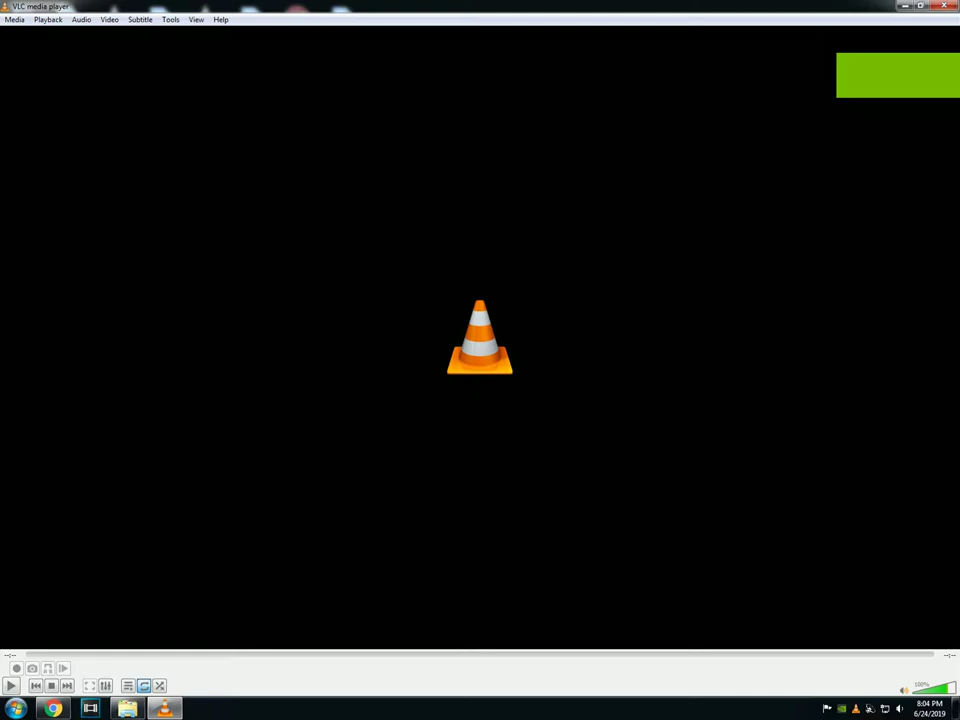 VLC media player
Media Playback Audio Video Subtitle Tools View Help
--:-- --:--
100%
8:04 PM
6/24/2019